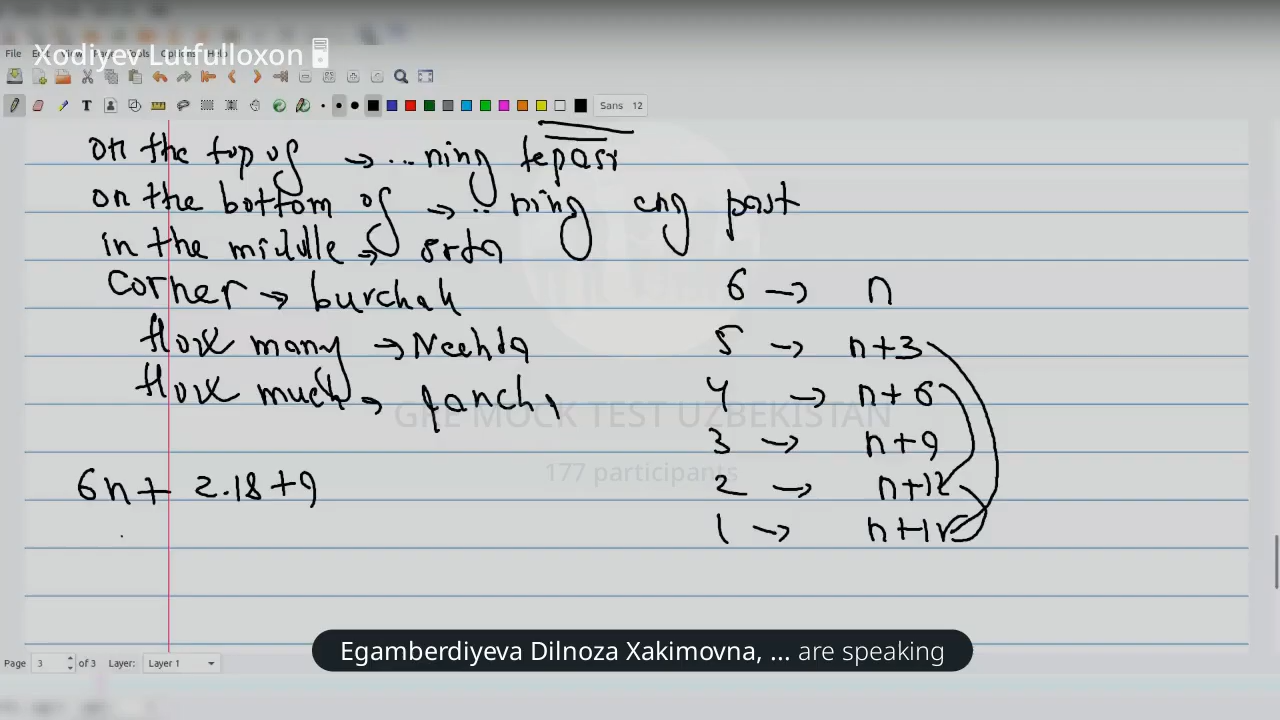 Xodiyev Lutfulloxon
File
Sans 12
on the top of → ...ning tepasi
on the bottom of → ..ning eng past
in the middle → orta
corner → burchak
How many → Nechta
How much → qancha
GRE MOCK TEST UZBEKISTAN
177 participants
6n + 2.18+9
6 → n
5 → n+3
4 → n+6
3 → n+9
2 → n+12
1 → n+15
Egamberdiyeva Dilnoza Xakimovna, ... are speaking
Page 3 of 3 Layer: Layer 1